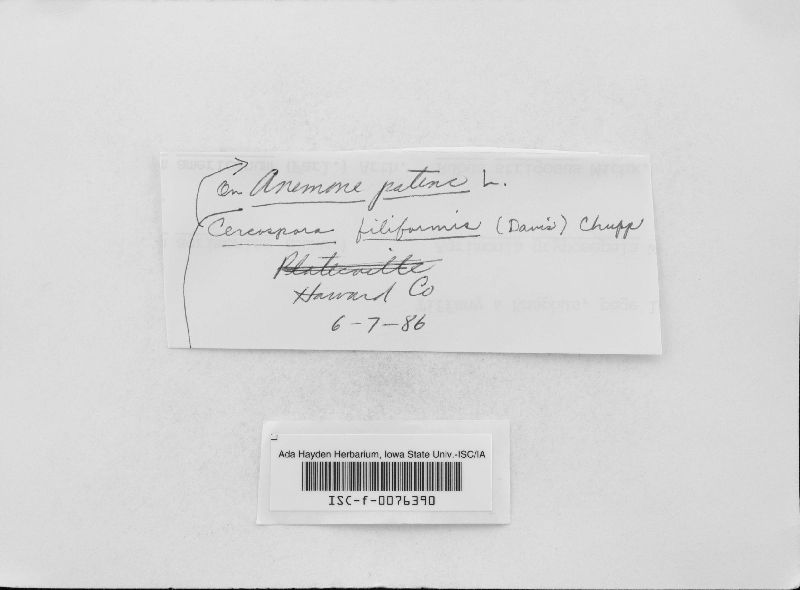 On Anemone patens L.
Cercospora filiformis (Davis) Chupp
Platteville
Howard Co
6-7-86
Ada Hayden Herbarium, Iowa State Univ.-ISC/IA
ISC-f-0076390